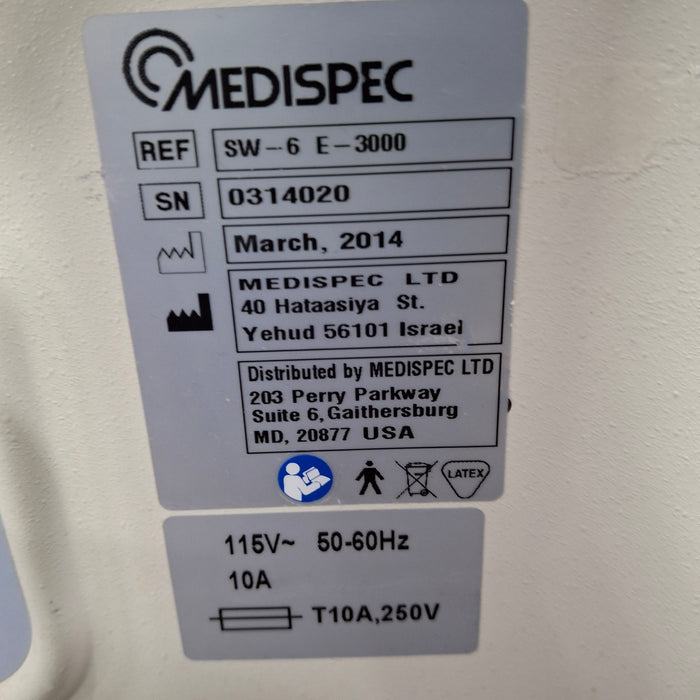 MEDISPEC
REF SW-6 E-3000
SN 0314020
March, 2014
MEDISPEC LTD
40 Hataasiya St.
Yehud 56101 Israel
Distributed by MEDISPEC LTD
203 Perry Parkway
Suite 6, Gaithersburg
MD, 20877 USA
LATEX
115V~ 50-60Hz
10A
T10A,250V